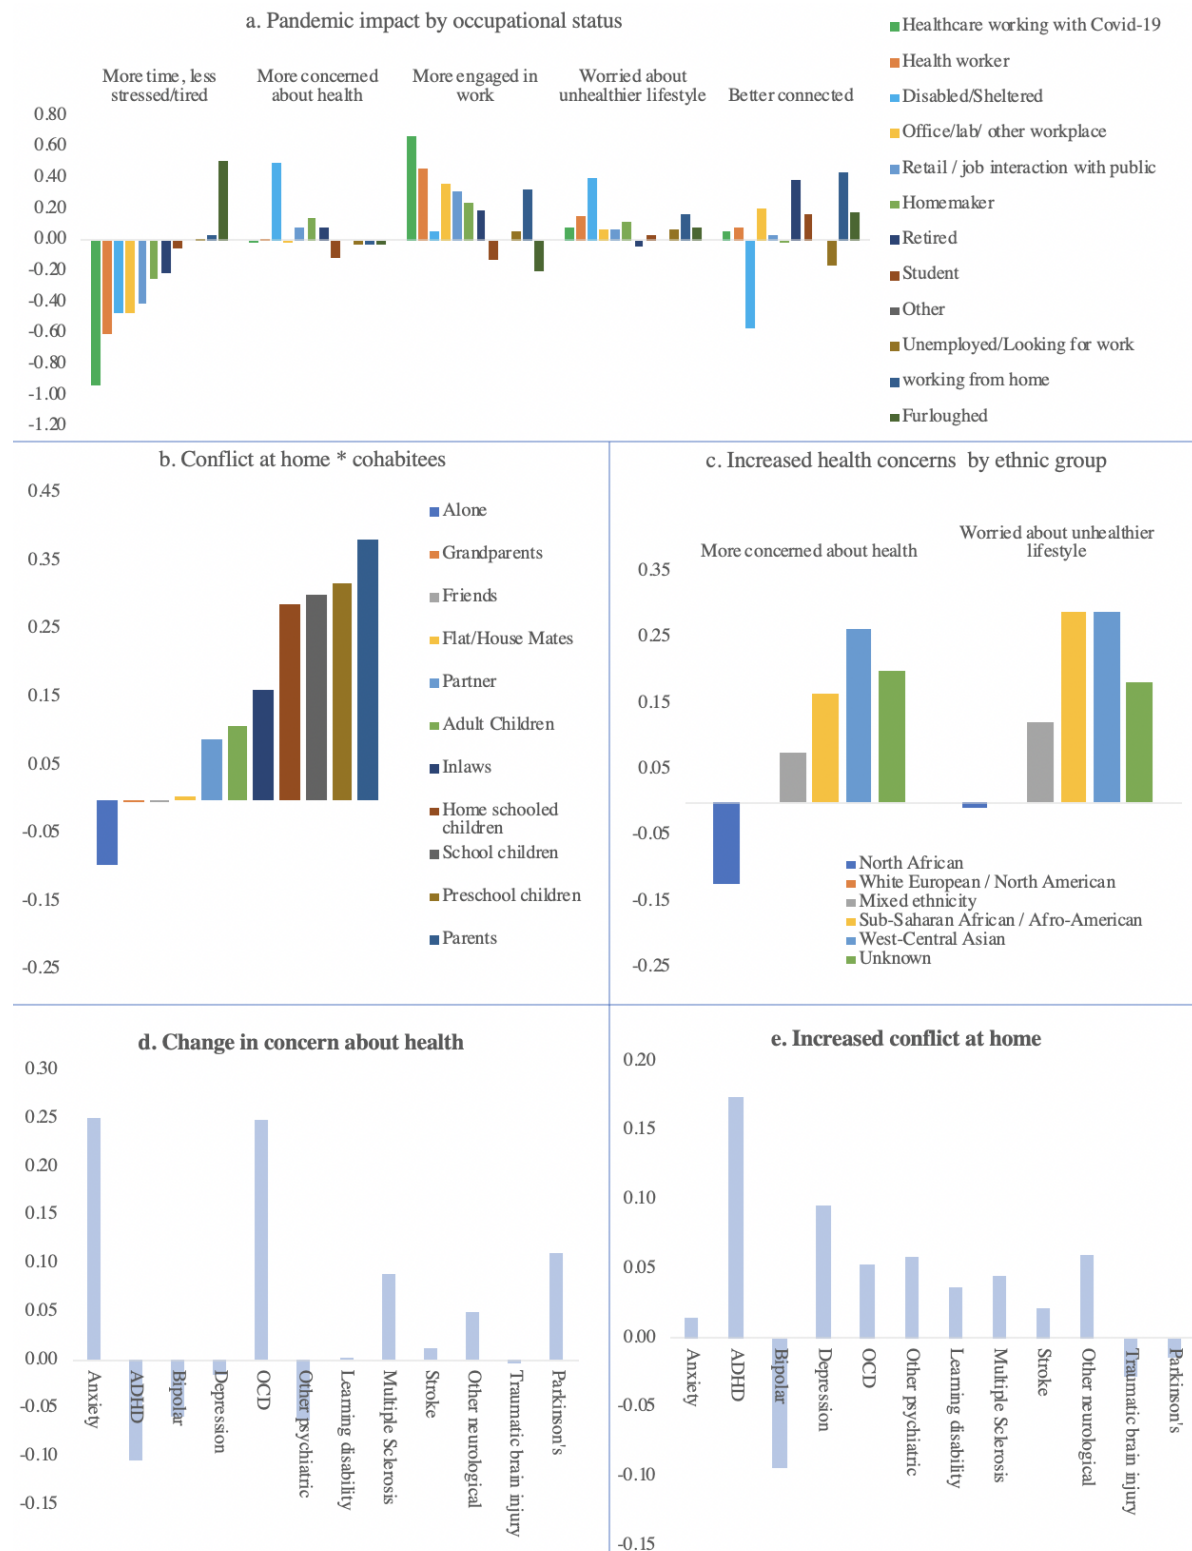 a. Pandemic impact by occupational status
More time, less
stressed/tired
More concerned
about health
More engaged in
work
Worried about
unhealthier lifestyle
Better connected
0.80
0.60
0.40
0.20
0.00
-0.20
-0.40
-0.60
-0.80
-1.00
-1.20
Healthcare working with Covid-19
Health worker
Disabled/Sheltered
Office/lab/ other workplace
Retail / job interaction with public
Homemaker
Retired
Student
Other
Unemployed/Looking for work
working from home
Furloughed
b. Conflict at home * cohabitees
0.45
0.35
0.25
0.15
0.05
-0.05
-0.15
-0.25
Alone
Grandparents
Friends
Flat/House Mates
Partner
Adult Children
Inlaws
Home schooled
children
School children
Preschool children
Parents
c. Increased health concerns by ethnic group
More concerned about health
Worried about unhealthier
lifestyle
0.35
0.25
0.15
0.05
-0.05
-0.15
-0.25
North African
White European / North American
Mixed ethnicity
Sub-Saharan African / Afro-American
West-Central Asian
Unknown
d. Change in concern about health
0.30
0.25
0.20
0.15
0.10
0.05
0.00
-0.05
-0.10
-0.15
Anxiety
ADHD
Bipolar
Depression
OCD
Other psychiatric
Learning disability
Multiple Sclerosis
Stroke
Other neurological
Traumatic brain injury
Parkinson's
e. Increased conflict at home
0.20
0.15
0.10
0.05
0.00
-0.05
-0.10
-0.15
Anxiety
ADHD
Bipolar
Depression
OCD
Other psychiatric
Learning disability
Multiple Sclerosis
Stroke
Other neurological
Traumatic brain injury
Parkinson's